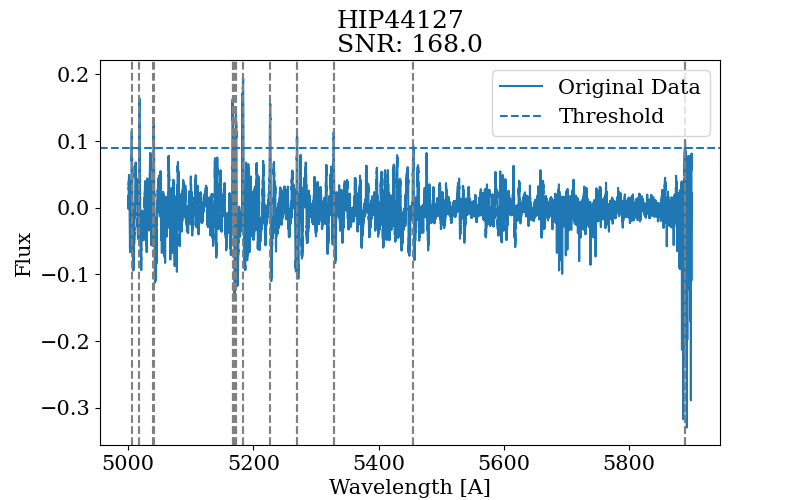 HIP44127
SNR: 168.0
Original Data
Threshold
0.2
0.1
0.0
−0.1
−0.2
−0.3
Flux
5000 5200 5400 5600 5800
Wavelength [A]